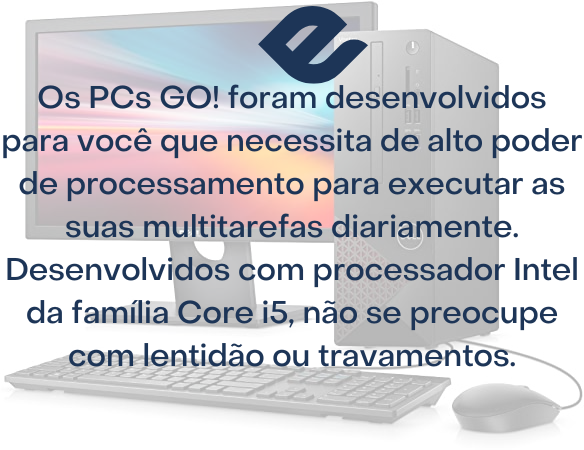 Os PCs GO! foram desenvolvidos
para você que necessita de alto poder
de processamento para executar as
suas multitarefas diariamente.
Desenvolvidos com processador Intel
da família Core i5, não se preocupe
com lentidão ou travamentos.